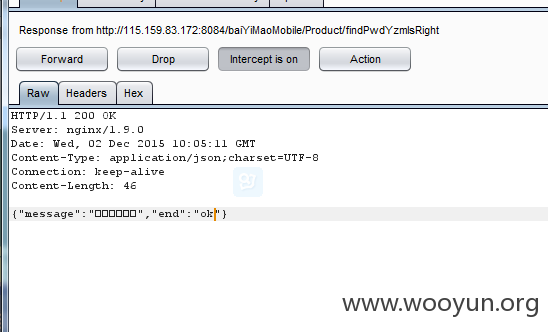 Response from http://115.159.83.172:8084/baiYiMaoMobile/Product/findPwdYzmIsRight
Forward Drop Intercept is on Action
Raw Headers Hex
HTTP/1.1 200 OK
Server: nginx/1.9.0
Date: Wed, 02 Dec 2015 10:05:11 GMT
Content-Type: application/json;charset=UTF-8
Connection: keep-alive
Content-Length: 46
{"message":"□□□□□□","end":"ok"}
www.wooyun.org